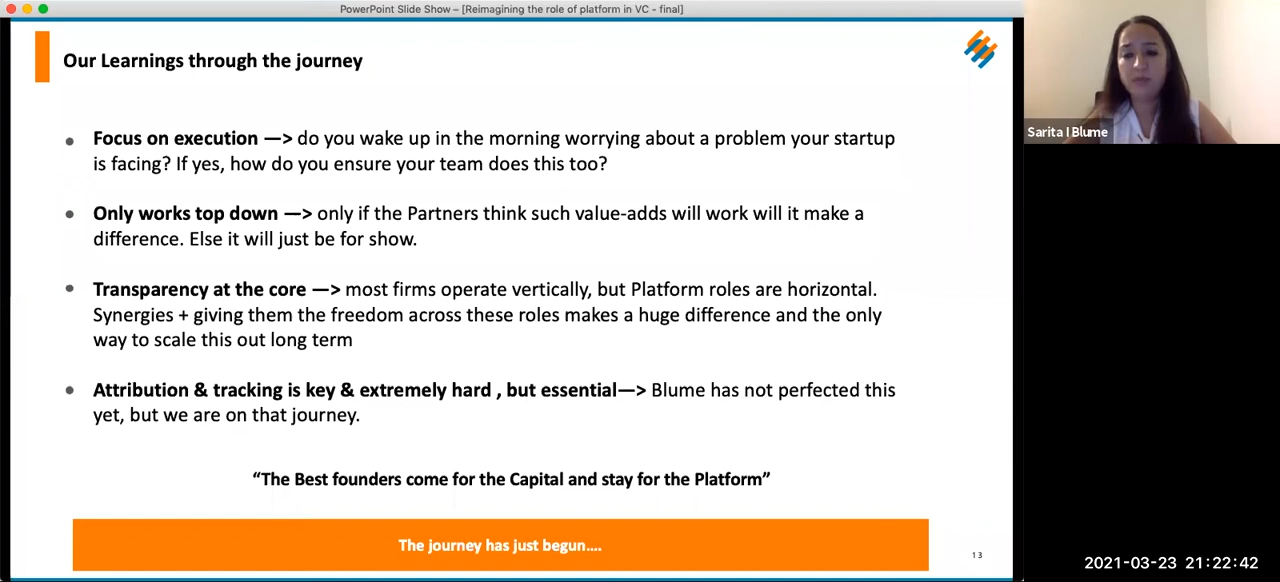 PowerPoint Slide Show – [Reimagining the role of platform in VC - final]
Our Learnings through the journey
Sarita I Blume
• Focus on execution —> do you wake up in the morning worrying about a problem your startup
is facing? If yes, how do you ensure your team does this too?
• Only works top down —> only if the Partners think such value-adds will work will it make a
difference. Else it will just be for show.
• Transparency at the core —> most firms operate vertically, but Platform roles are horizontal.
Synergies + giving them the freedom across these roles makes a huge difference and the only
way to scale this out long term
• Attribution & tracking is key & extremely hard , but essential—> Blume has not perfected this
yet, but we are on that journey.
“The Best founders come for the Capital and stay for the Platform”
The journey has just begun....
13
2021-03-23 21:22:42